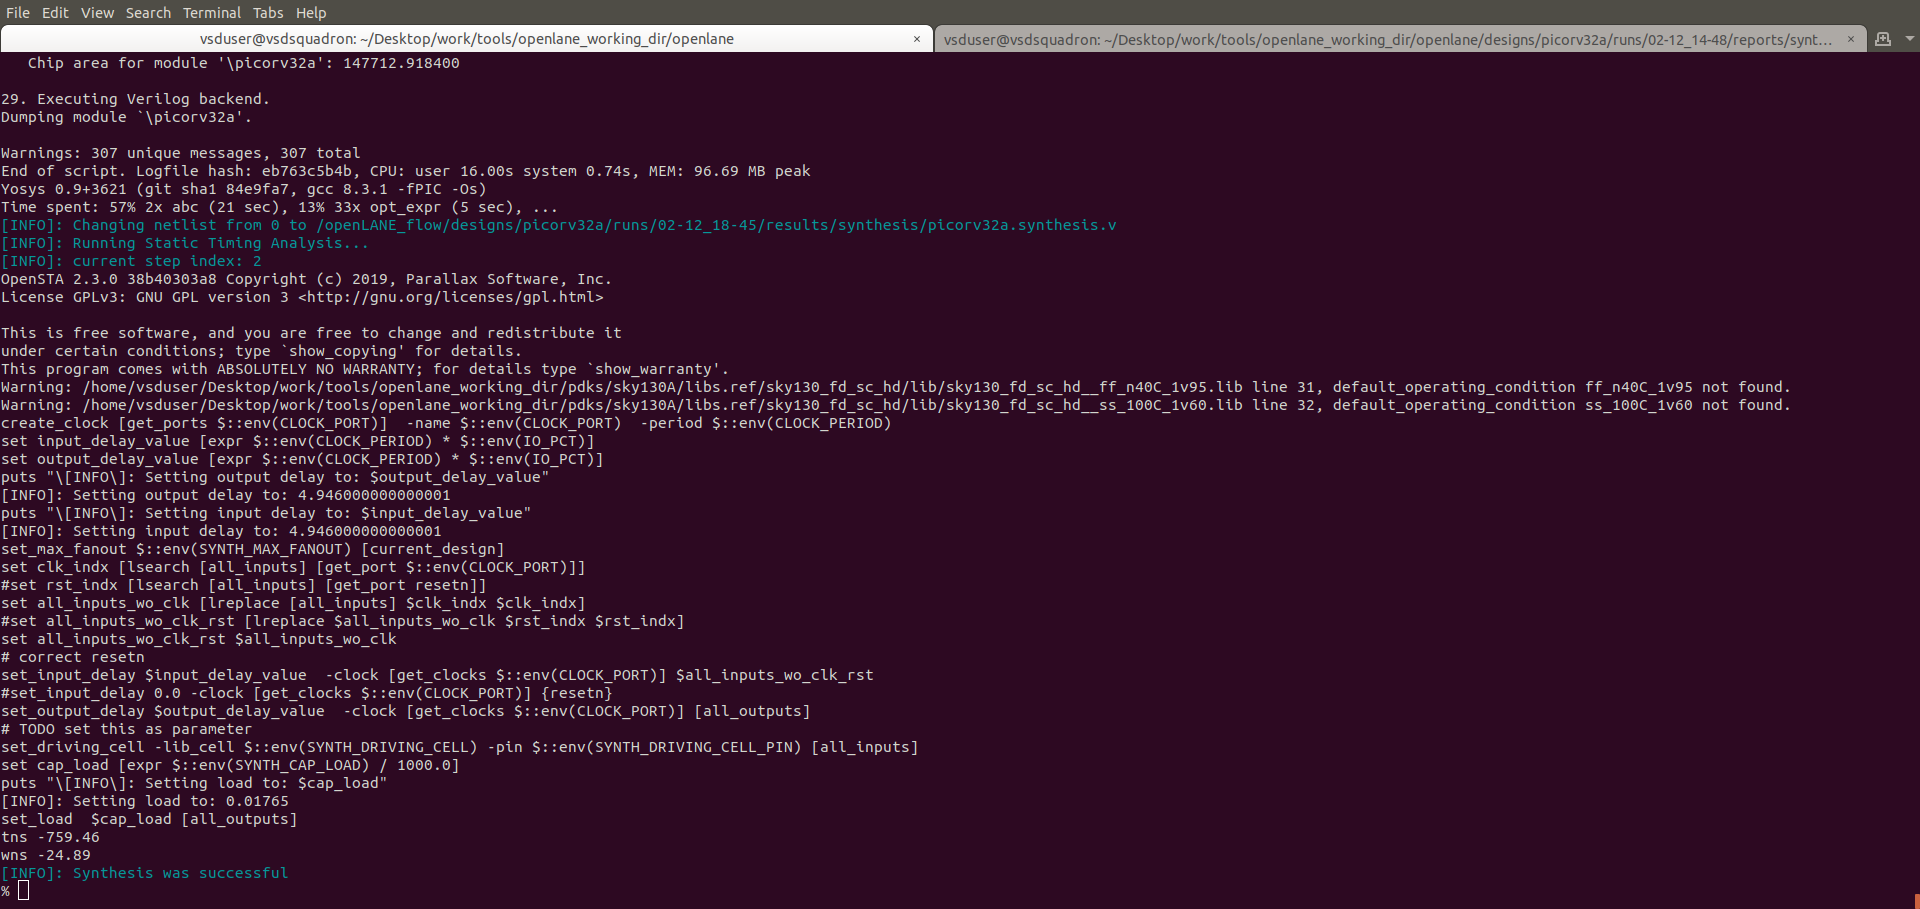 File Edit View Search Terminal Tabs Help
vsduser@vsdsquadron: ~/Desktop/work/tools/openlane_working_dir/openlane ×
vsduser@vsdsquadron: ~/Desktop/work/tools/openlane_working_dir/openlane/designs/picorv32a/runs/02-12_14-48/reports/synt... ×
   Chip area for module '\picorv32a': 147712.918400

29. Executing Verilog backend.
Dumping module `\picorv32a'.

Warnings: 307 unique messages, 307 total
End of script. Logfile hash: eb763c5b4b, CPU: user 16.00s system 0.74s, MEM: 96.69 MB peak
Yosys 0.9+3621 (git sha1 84e9fa7, gcc 8.3.1 -fPIC -Os)
Time spent: 57% 2x abc (21 sec), 13% 33x opt_expr (5 sec), ...
[INFO]: Changing netlist from 0 to /openLANE_flow/designs/picorv32a/runs/02-12_18-45/results/synthesis/picorv32a.synthesis.v
[INFO]: Running Static Timing Analysis...
[INFO]: current step index: 2
OpenSTA 2.3.0 38b40303a8 Copyright (c) 2019, Parallax Software, Inc.
License GPLv3: GNU GPL version 3 <http://gnu.org/licenses/gpl.html>

This is free software, and you are free to change and redistribute it
under certain conditions; type `show_copying' for details.
This program comes with ABSOLUTELY NO WARRANTY; for details type `show_warranty'.
Warning: /home/vsduser/Desktop/work/tools/openlane_working_dir/pdks/sky130A/libs.ref/sky130_fd_sc_hd/lib/sky130_fd_sc_hd__ff_n40C_1v95.lib line 31, default_operating_condition ff_n40C_1v95 not found.
Warning: /home/vsduser/Desktop/work/tools/openlane_working_dir/pdks/sky130A/libs.ref/sky130_fd_sc_hd/lib/sky130_fd_sc_hd__ss_100C_1v60.lib line 32, default_operating_condition ss_100C_1v60 not found.
create_clock [get_ports $::env(CLOCK_PORT)]  -name $::env(CLOCK_PORT)  -period $::env(CLOCK_PERIOD)
set input_delay_value [expr $::env(CLOCK_PERIOD) * $::env(IO_PCT)]
set output_delay_value [expr $::env(CLOCK_PERIOD) * $::env(IO_PCT)]
puts "\[INFO\]: Setting output delay to: $output_delay_value"
[INFO]: Setting output delay to: 4.946000000000001
puts "\[INFO\]: Setting input delay to: $input_delay_value"
[INFO]: Setting input delay to: 4.946000000000001
set_max_fanout $::env(SYNTH_MAX_FANOUT) [current_design]
set clk_indx [lsearch [all_inputs] [get_port $::env(CLOCK_PORT)]]
#set rst_indx [lsearch [all_inputs] [get_port resetn]]
set all_inputs_wo_clk [lreplace [all_inputs] $clk_indx $clk_indx]
#set all_inputs_wo_clk_rst [lreplace $all_inputs_wo_clk $rst_indx $rst_indx]
set all_inputs_wo_clk_rst $all_inputs_wo_clk
# correct resetn
set_input_delay $input_delay_value  -clock [get_clocks $::env(CLOCK_PORT)] $all_inputs_wo_clk_rst
#set_input_delay 0.0 -clock [get_clocks $::env(CLOCK_PORT)] {resetn}
set_output_delay $output_delay_value  -clock [get_clocks $::env(CLOCK_PORT)] [all_outputs]
# TODO set this as parameter
set_driving_cell -lib_cell $::env(SYNTH_DRIVING_CELL) -pin $::env(SYNTH_DRIVING_CELL_PIN) [all_inputs]
set cap_load [expr $::env(SYNTH_CAP_LOAD) / 1000.0]
puts "\[INFO\]: Setting load to: $cap_load"
[INFO]: Setting load to: 0.01765
set_load  $cap_load [all_outputs]
tns -759.46
wns -24.89
[INFO]: Synthesis was successful
%